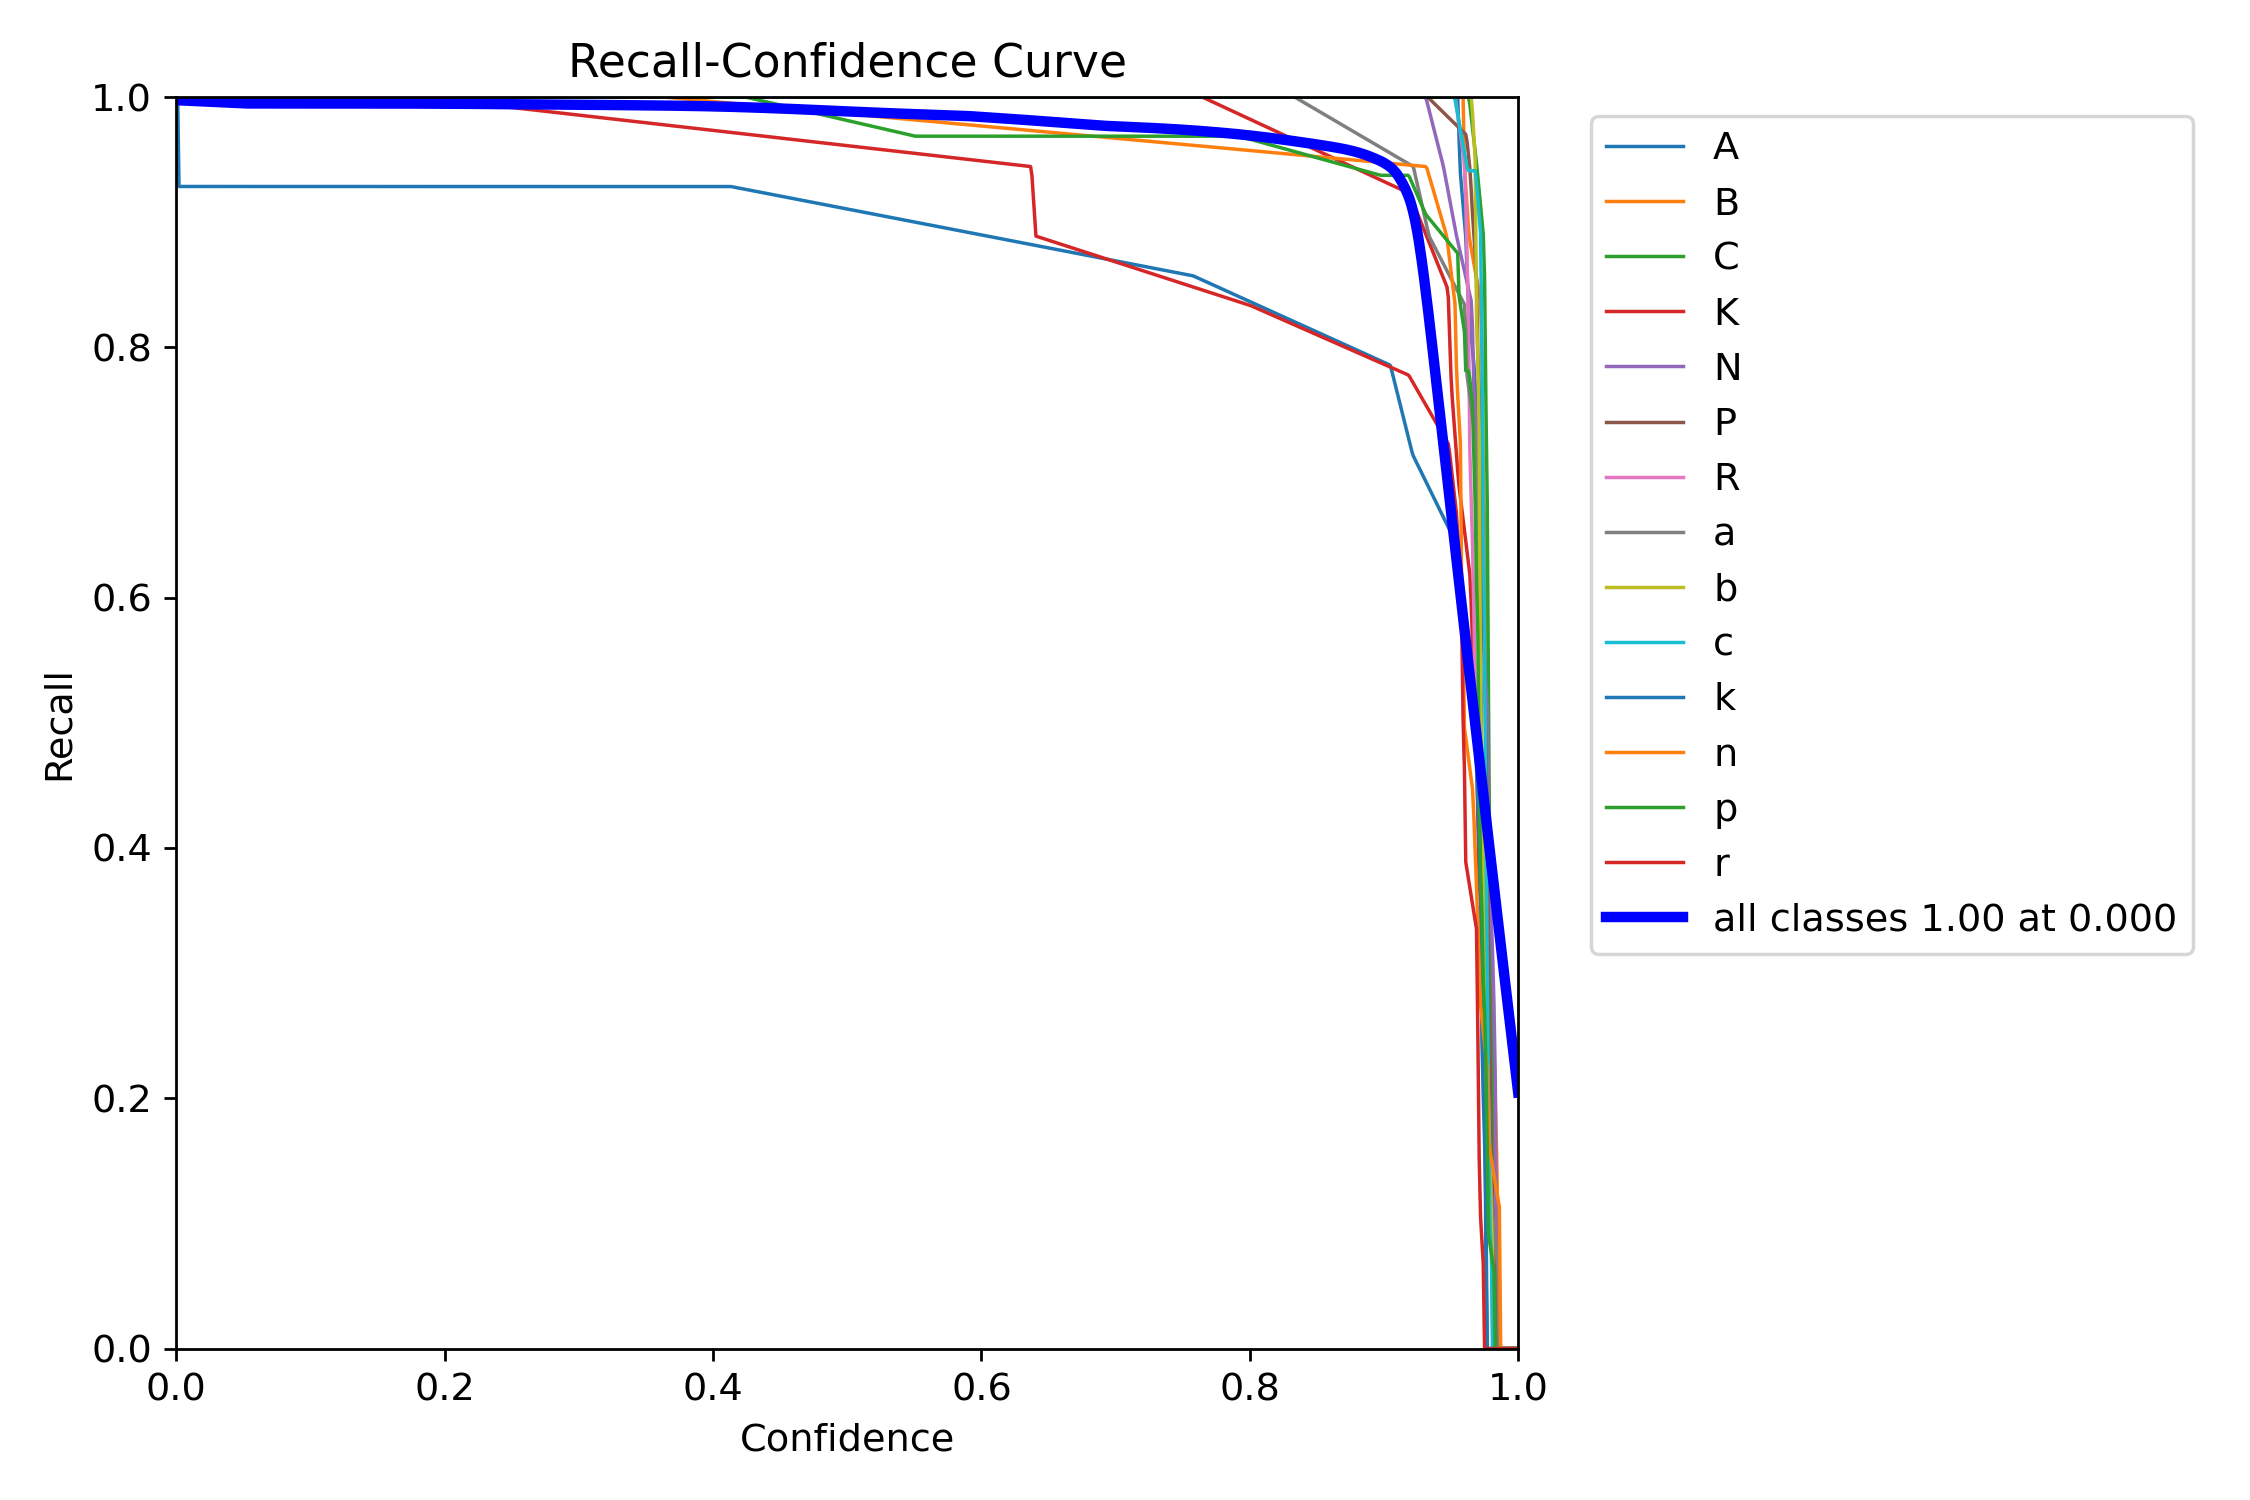 Recall-Confidence Curve
1.0
0.8
0.6
0.4
0.2
0.0
Recall
0.0 0.2 0.4 0.6 0.8 1.0
Confidence
A
B
C
K
N
P
R
a
b
c
k
n
p
r
all classes 1.00 at 0.000